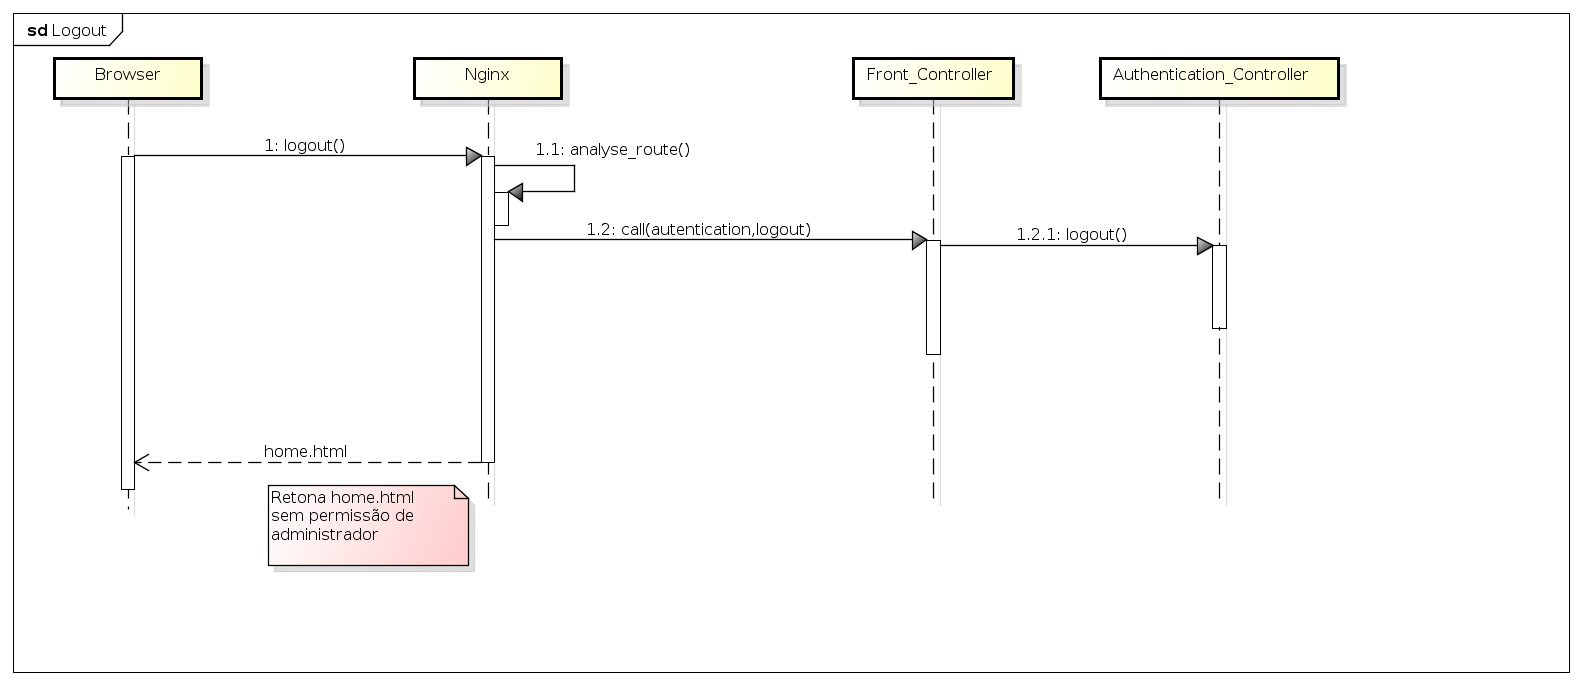 sd Logout
Browser
Nginx
Front_Controller
Authentication_Controller
1: logout()
1.1: analyse_route()
1.2: call(autentication,logout)
1.2.1: logout()
home.html
Retona home.html
sem permissão de
administrador